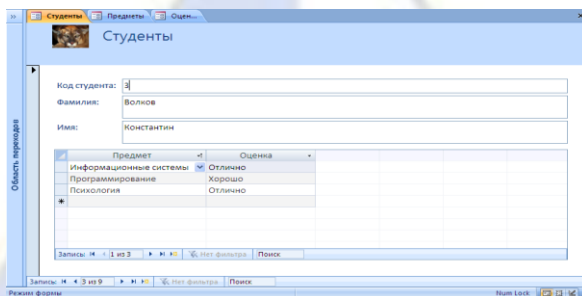 Студенты Предметы Оцен...
Студенты
Код студента: 3
Фамилия: Волков
Имя: Константин
Предмет Оценка
Информационные системы Отлично
Программирование Хорошо
Психология Отлично
Записи: 1 из 3 Нет фильтра Поиск
Записи: 3 из 9 Нет фильтра Поиск
Область переходов
Режим формы Num Lock